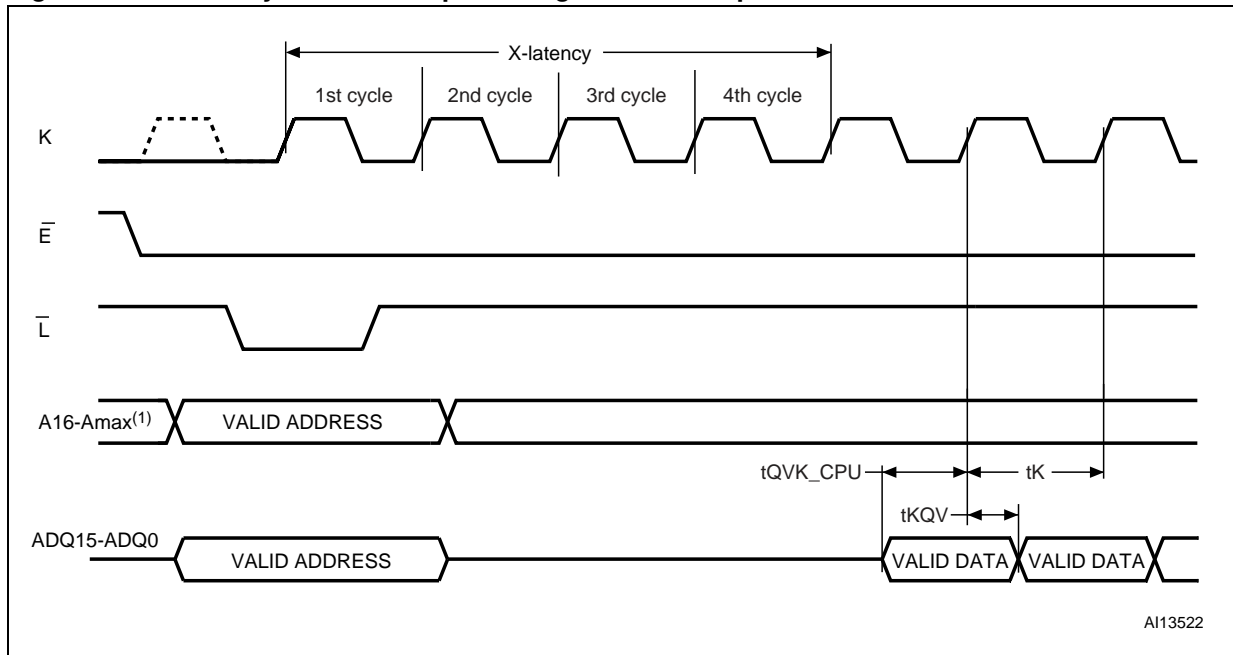 X-latency
1st cycle 2nd cycle 3rd cycle 4th cycle
K
E
L
A16-Amax(1) VALID ADDRESS
tQVK_CPU tK
tKQV
ADQ15-ADQ0 VALID ADDRESS VALID DATA VALID DATA
AI13522